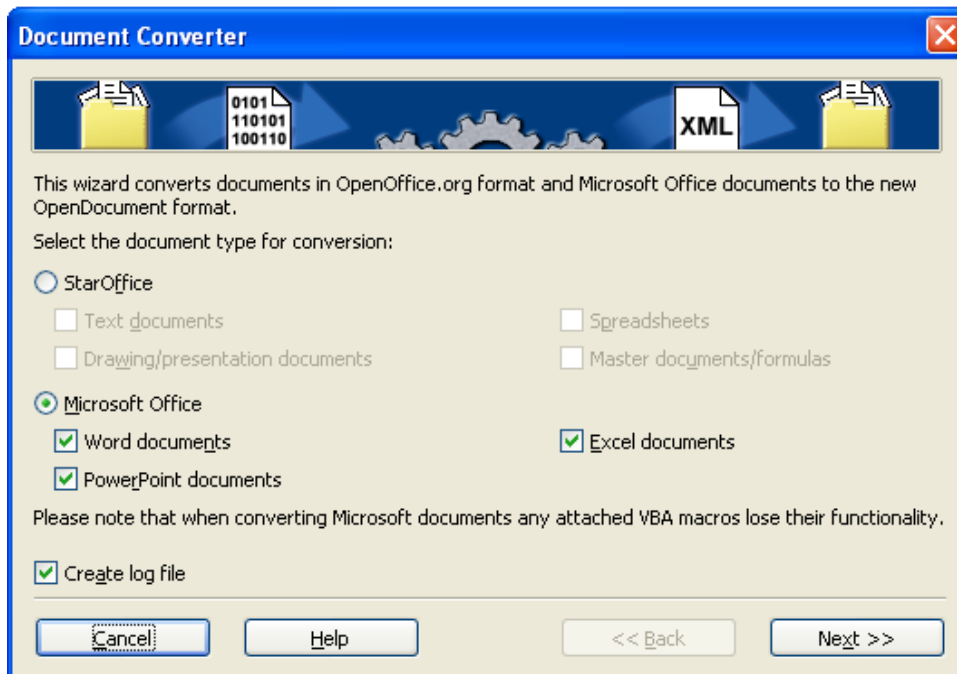 Document Converter
0101
110101
100110
XML
This wizard converts documents in OpenOffice.org format and Microsoft Office documents to the new
OpenDocument format.
Select the document type for conversion:
StarOffice
Text documents
Spreadsheets
Drawing/presentation documents
Master documents/formulas
Microsoft Office
Word documents
Excel documents
PowerPoint documents
Please note that when converting Microsoft documents any attached VBA macros lose their functionality.
Create log file
Cancel
Help
<< Back
Next >>